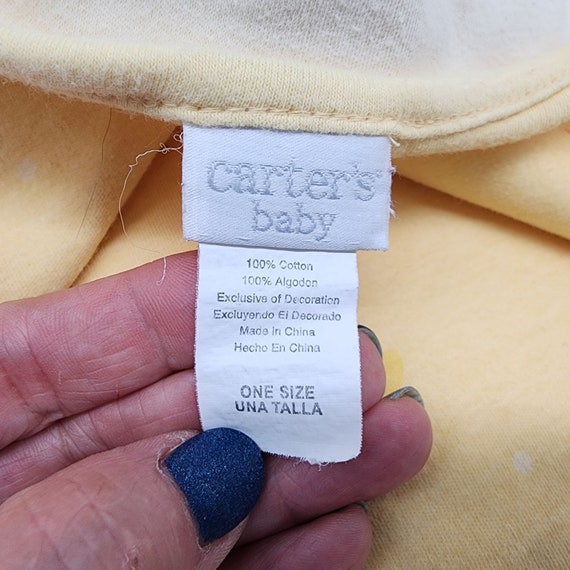 carter's
baby
100% Cotton
100% Algodon
Exclusive of Decoration
Excluyendo El Decorado
Made in China
Hecho En China
ONE SIZE
UNA TALLA